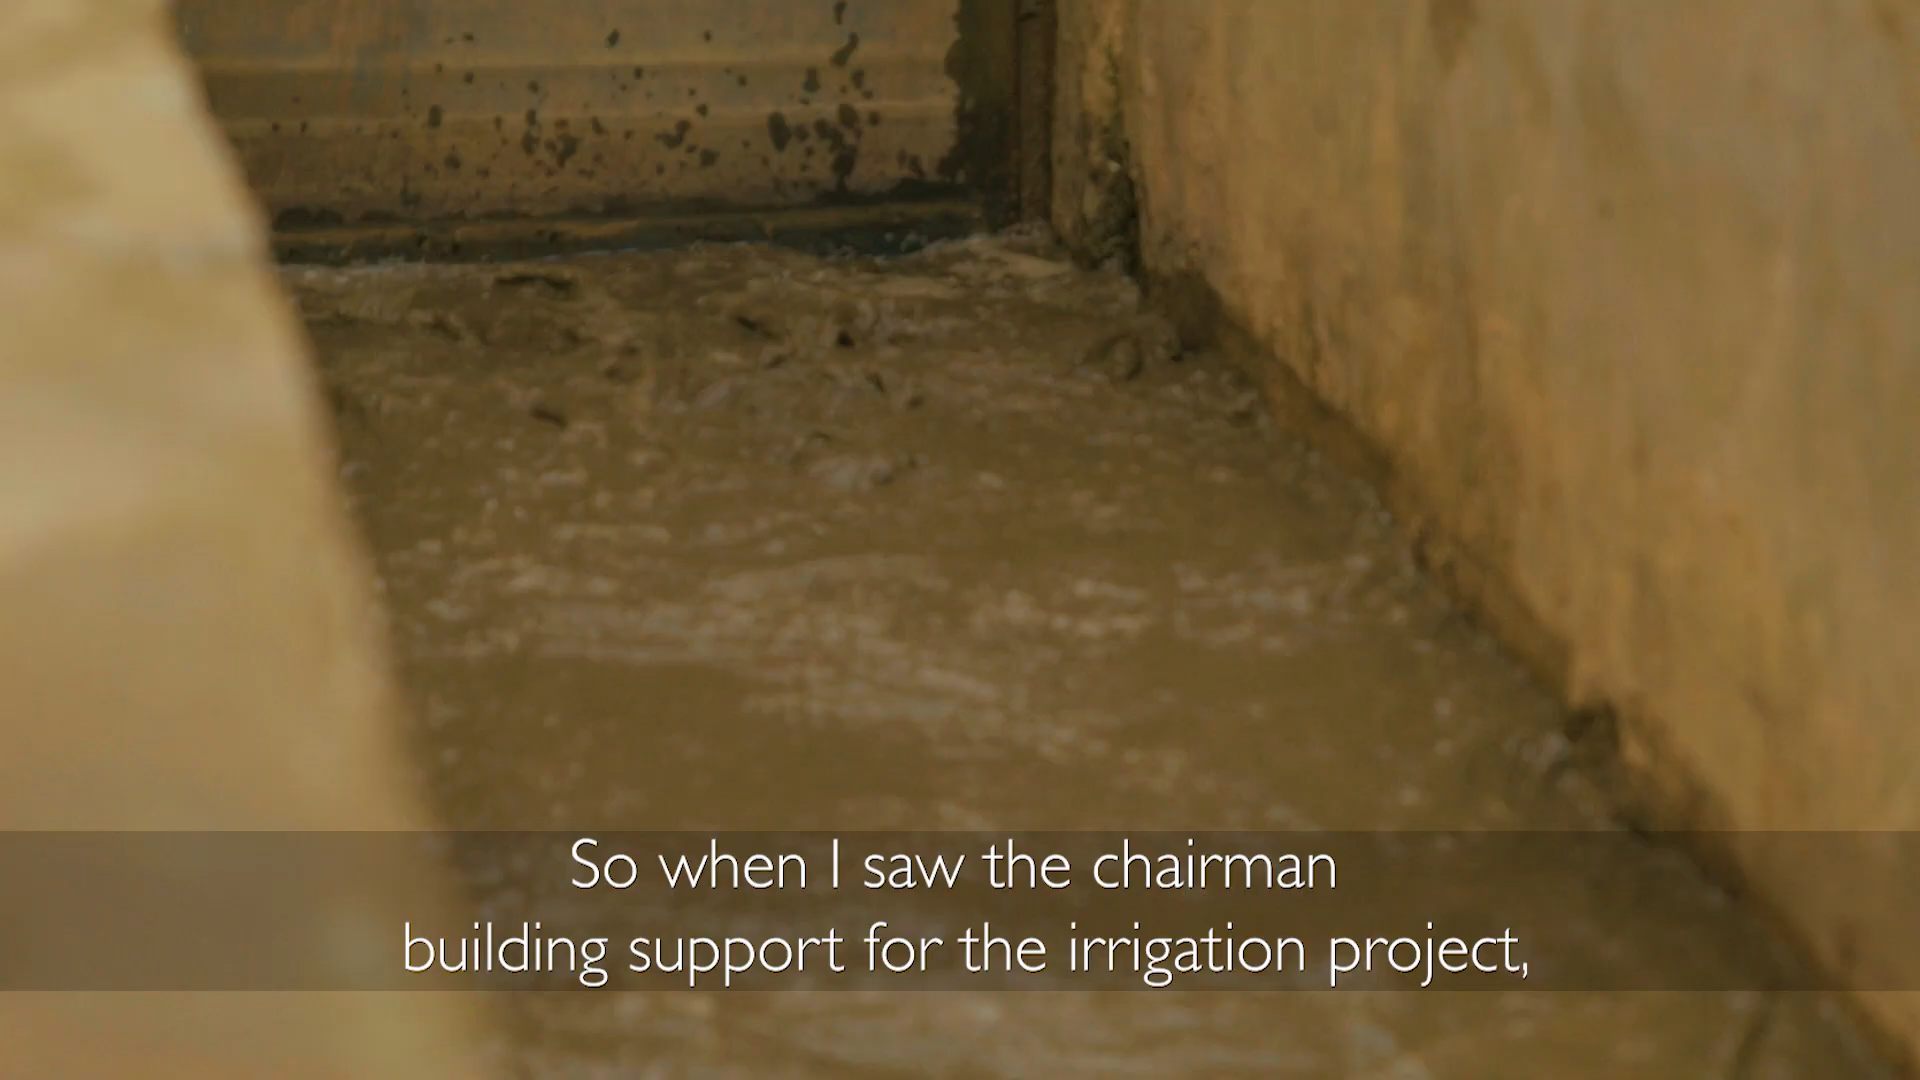 So when I saw the chairman
building support for the irrigation project,